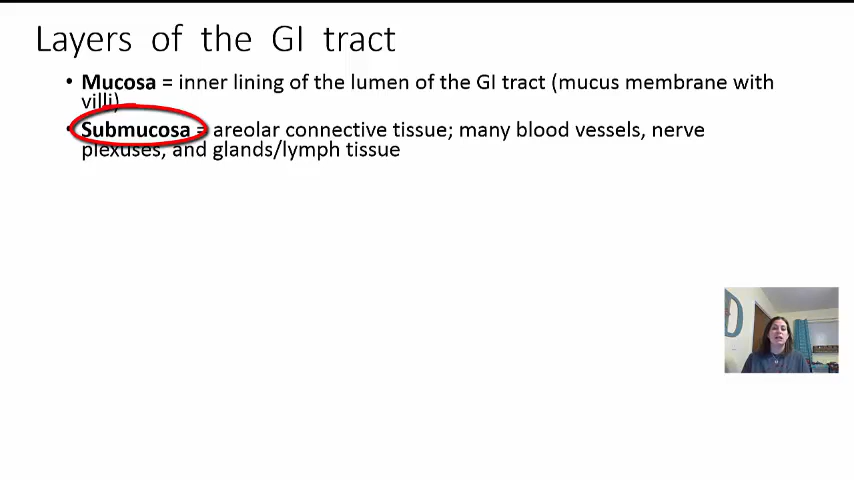 Layers of the GI tract
• Mucosa = inner lining of the lumen of the GI tract (mucus membrane with
villi)
• Submucosa = areolar connective tissue; many blood vessels, nerve
plexuses, and glands/lymph tissue
D